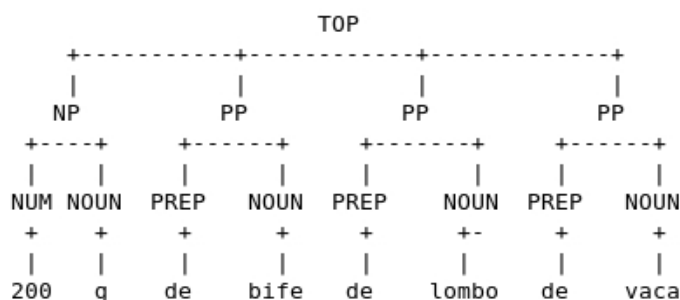 TOP
NP PP PP PP
NUM NOUN PREP NOUN PREP NOUN PREP NOUN
200 g de bife de lombo de vaca